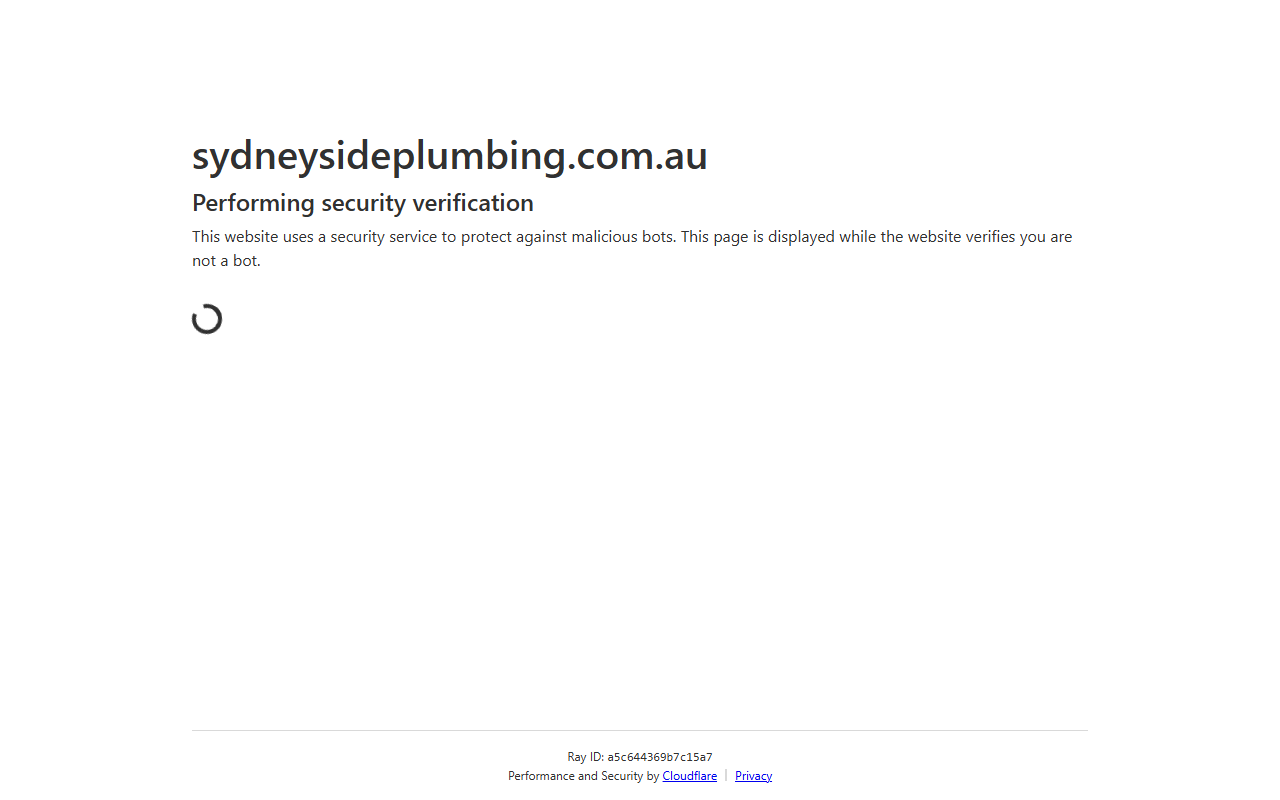 sydneysideplumbing.com.au
Performing security verification
This website uses a security service to protect against malicious bots. This page is displayed while the website verifies you are
not a bot.
Ray ID: a5c644369b7c15a7
Performance and Security by Cloudflare | Privacy